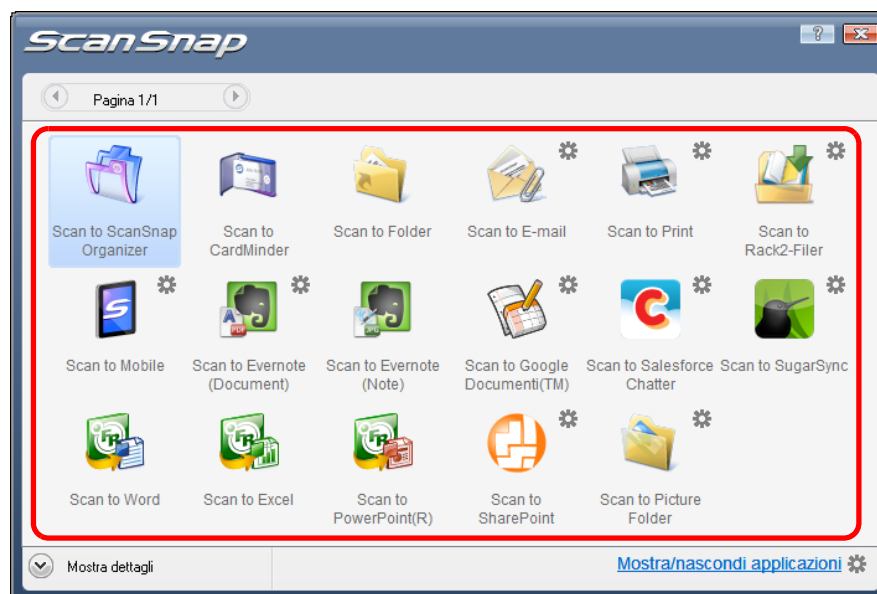 ScanSnap
Pagina 1/1
Scan to ScanSnap
Organizer
Scan to
CardMinder
Scan to Folder
Scan to E-mail
Scan to Print
Scan to
Rack2-Filer
Scan to Mobile
Scan to Evernote
(Document)
Scan to Evernote
(Note)
Scan to Google
Documenti(TM)
Scan to Salesforce
Chatter
Scan to SugarSync
Scan to Word
Scan to Excel
Scan to
PowerPoint(R)
Scan to
SharePoint
Scan to Picture
Folder
Mostra dettagli
Mostra/nascondi applicazioni